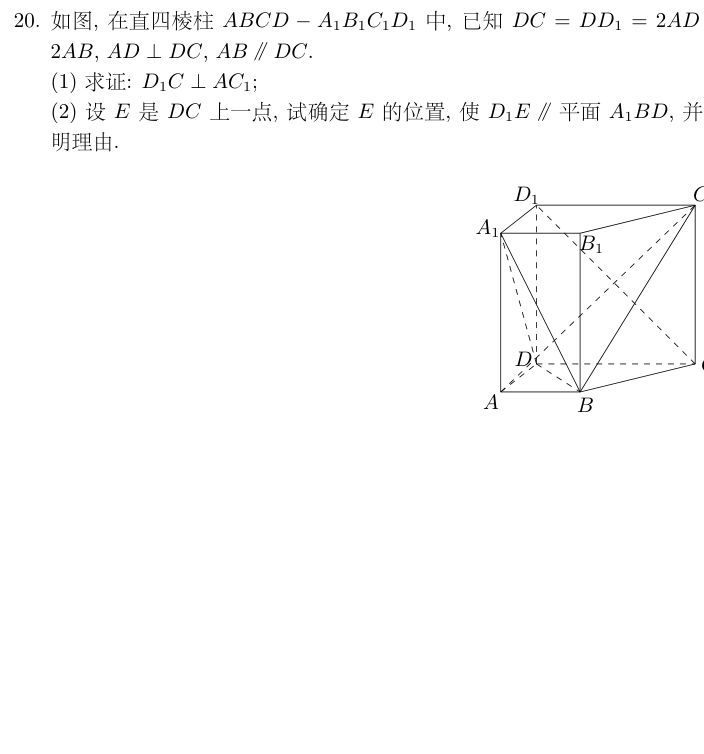 20. 如图, 在直四棱柱 ABCD − A₁B₁C₁D₁ 中, 已知 DC = DD₁ = 2AD
2AB, AD ⊥ DC, AB ∥ DC.
(1) 求证: D₁C ⊥ AC₁;
(2) 设 E 是 DC 上一点, 试确定 E 的位置, 使 D₁E ∥ 平面 A₁BD, 并
明理由.
D₁
A₁
B₁
D
A
B